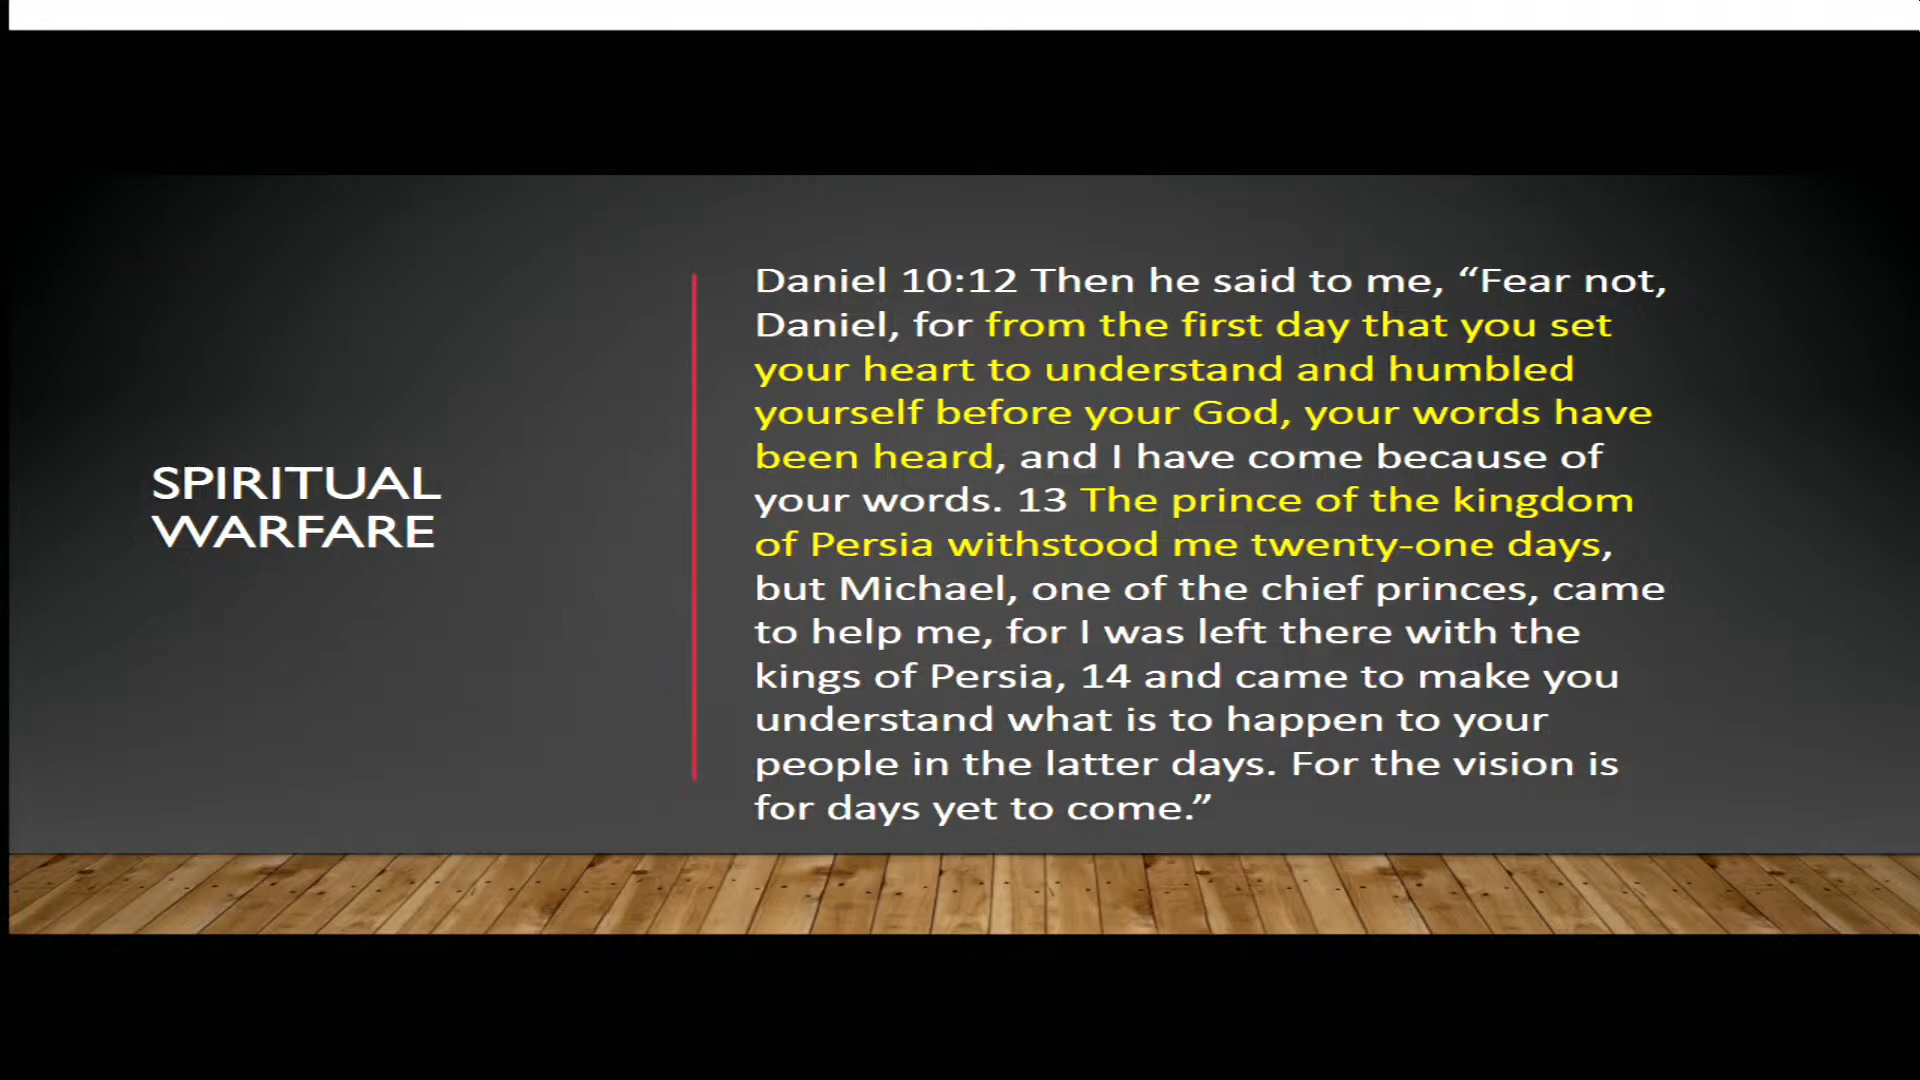 SPIRITUAL
WARFARE
Daniel 10:12 Then he said to me, “Fear not,
Daniel, for from the first day that you set
your heart to understand and humbled
yourself before your God, your words have
been heard, and I have come because of
your words. 13 The prince of the kingdom
of Persia withstood me twenty-one days,
but Michael, one of the chief princes, came
to help me, for I was left there with the
kings of Persia, 14 and came to make you
understand what is to happen to your
people in the latter days. For the vision is
for days yet to come.”